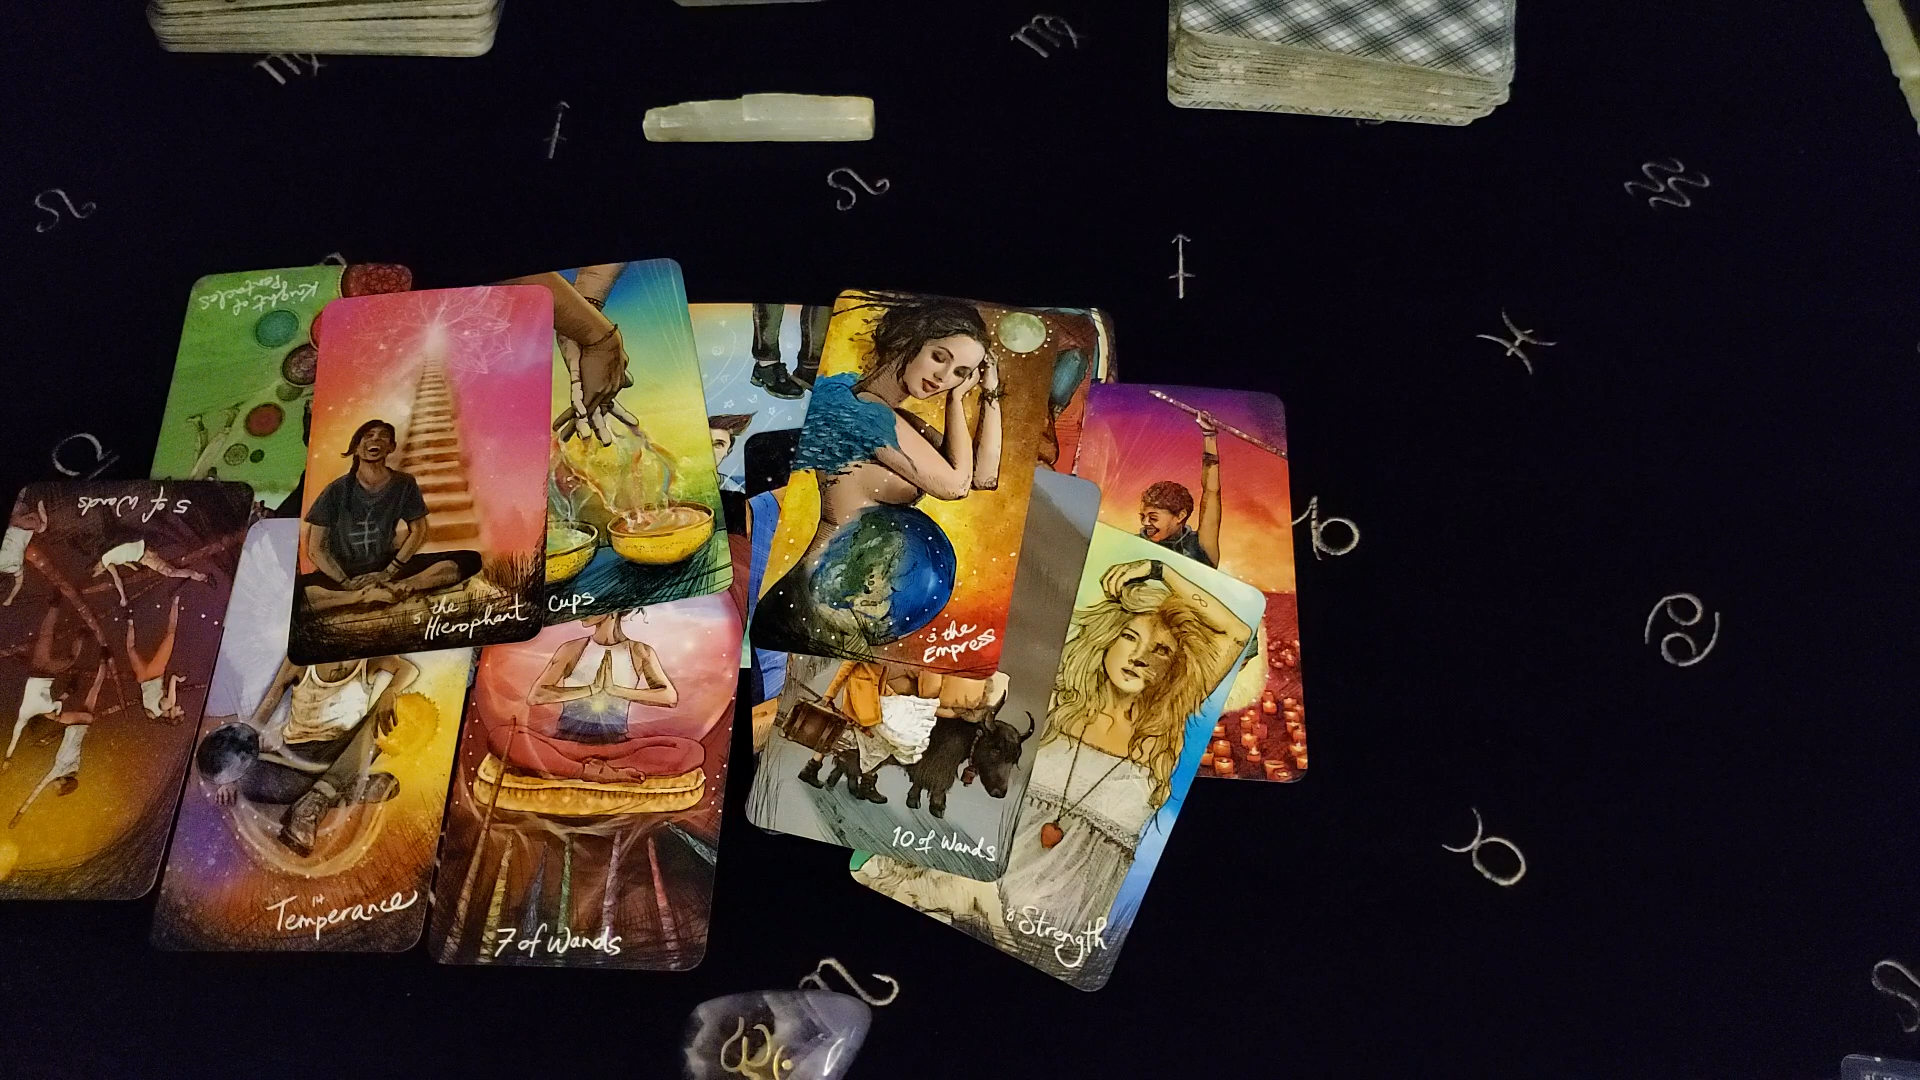 Knight of
Pentacles
5 of Wands
5 the
Hierophant
Cups
3 the
Empress
10 of Wands
14
Temperance
7 of Wands
8 Strength